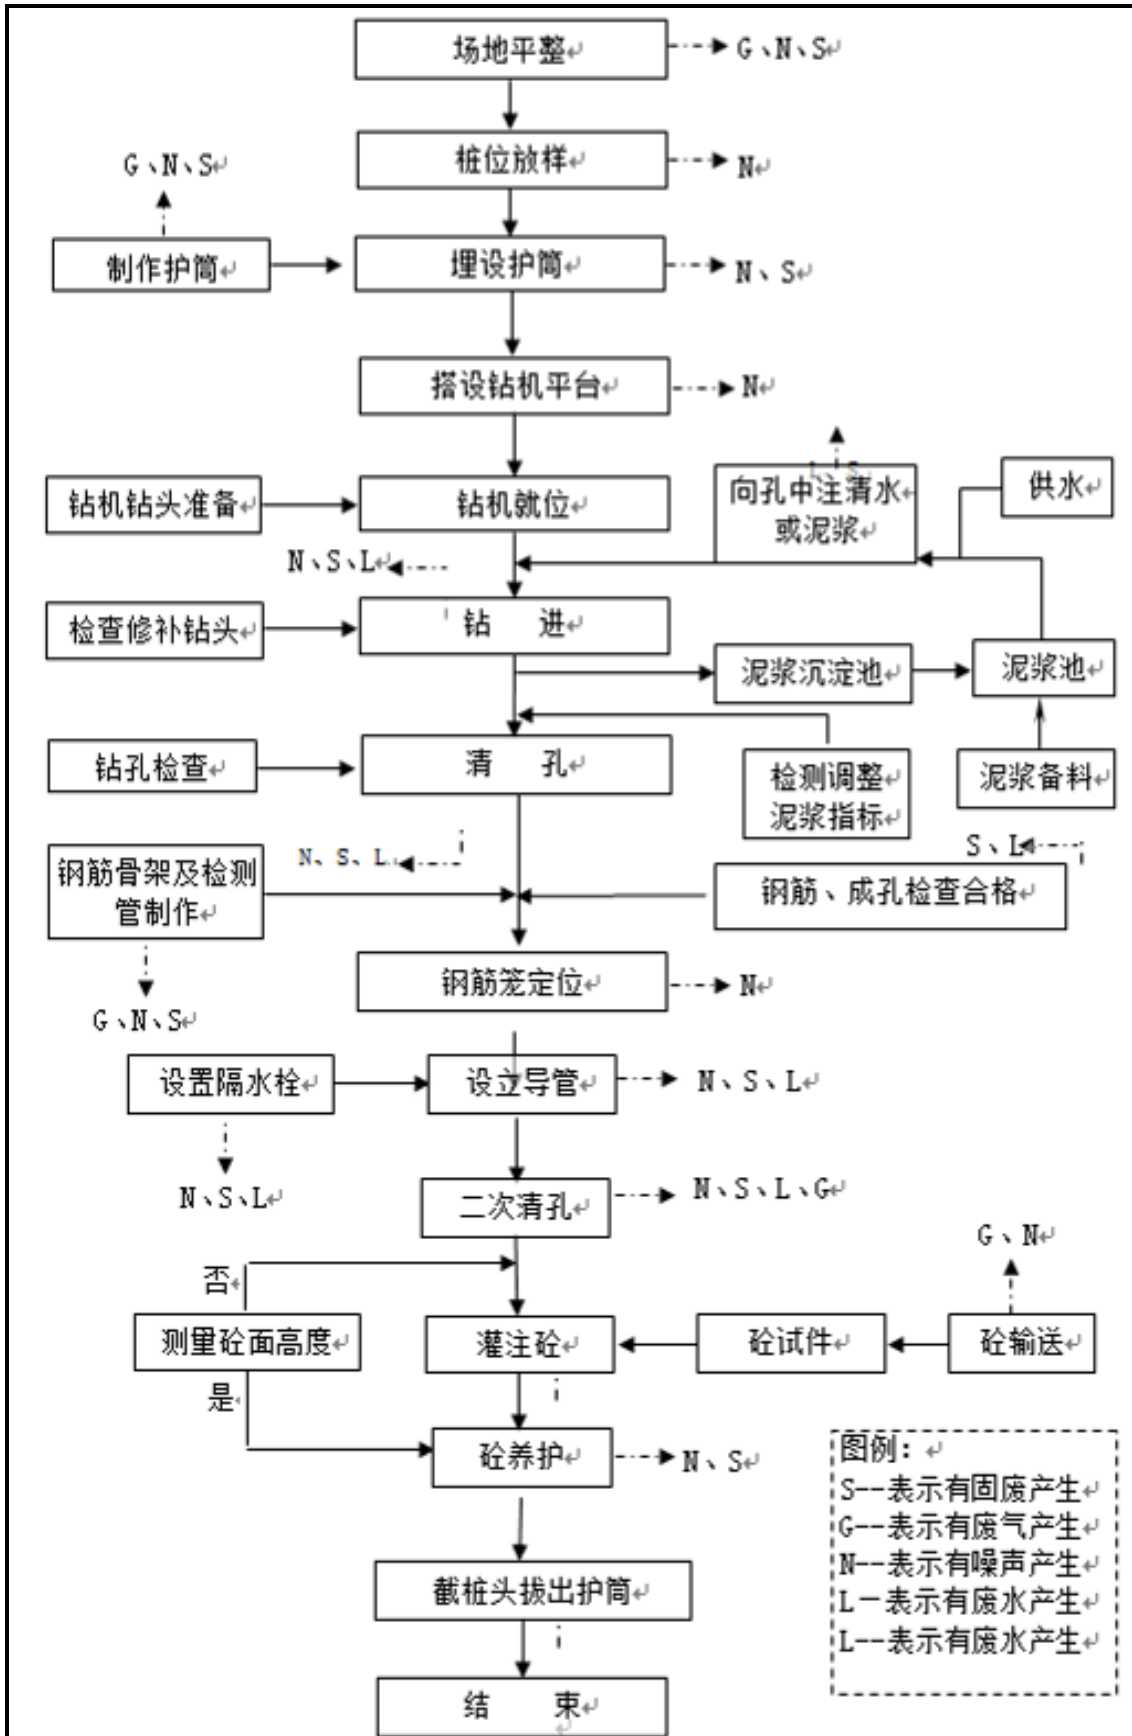 场地平整
G、N、S
桩位放样
N
G、N、S
制作护筒
埋设护筒
N、S
搭设钻机平台
N
L、S
钻机钻头准备
钻机就位
向孔中注清水
或泥浆
供水
N、S、L
检查修补钻头
钻 进
泥浆沉淀池
泥浆池
钻孔检查
清 孔
检测调整
泥浆指标
泥浆备料
N、S、L
S、L
钢筋骨架及检测
管制作
钢筋、成孔检查合格
钢筋笼定位
N
G、N、S
设置隔水栓
设立导管
N、S、L
N、S、L
二次清孔
N、S、L、G
G、N
否
测量砼面高度
灌注砼
砼试件
砼输送
是
砼养护
N、S
截桩头拔出护筒
结 束
图例：
S--表示有固废产生
G--表示有废气产生
N--表示有噪声产生
L—表示有废水产生
L--表示有废水产生